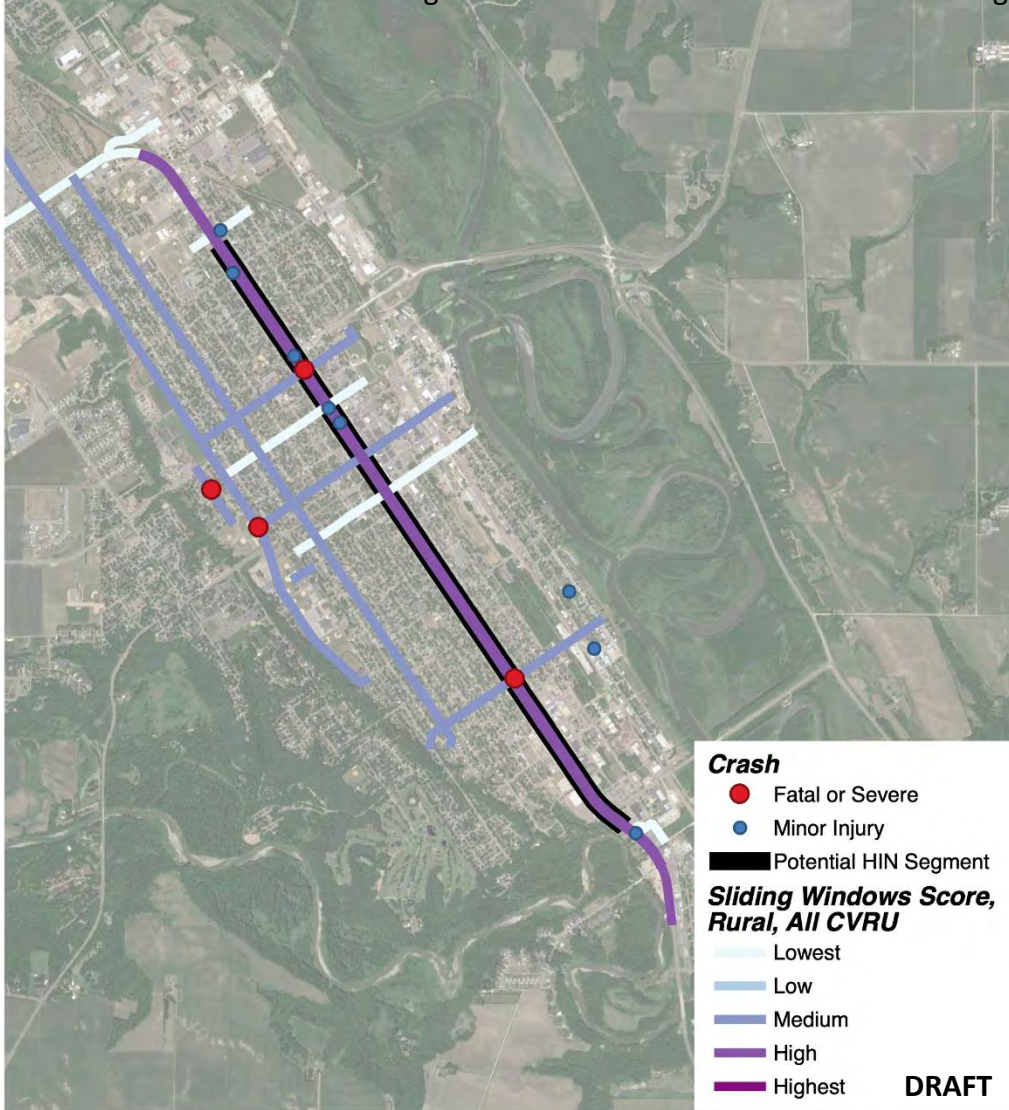 Crash
Fatal or Severe
Minor Injury
Potential HIN Segment
Sliding Windows Score,
Rural, All CVRU
Lowest
Low
Medium
High
Highest
DRAFT